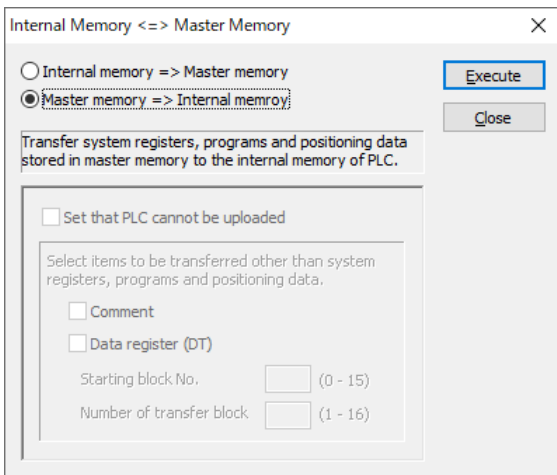 Internal Memory <=> Master Memory
Internal memory => Master memory
Master memory => Internal memroy
Execute
Close
Transfer system registers, programs and positioning data
stored in master memory to the internal memory of PLC.
Set that PLC cannot be uploaded
Select items to be transferred other than system
registers, programs and positioning data.
Comment
Data register (DT)
Starting block No. (0 - 15)
Number of transfer block (1 - 16)